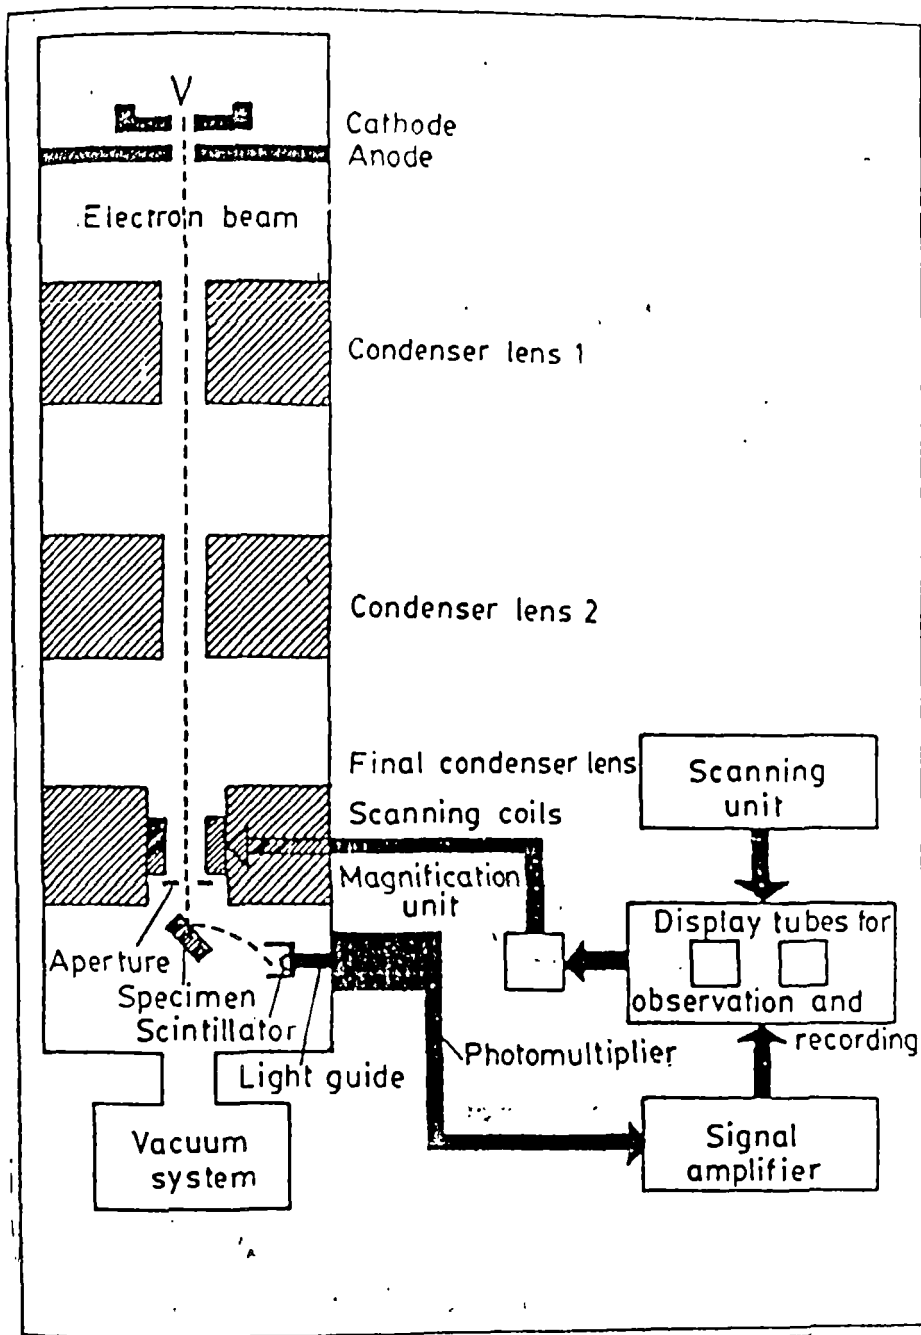 Cathode
Anode
Electron beam
Condenser lens 1
Condenser lens 2
Final condenser lens
Scanning coils
Magnification
unit
Scanning
unit
Display tubes for
observation and
recording
Aperture
Specimen
Scintillator
Light guide
Photomultiplier
Signal
amplifier
Vacuum
system